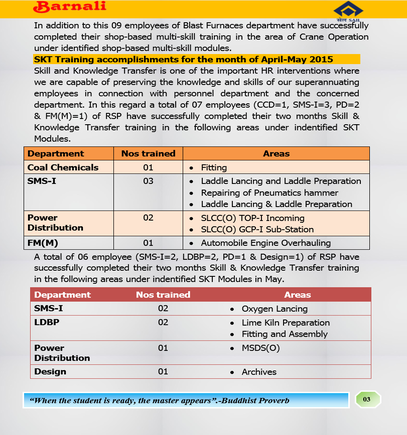 Barnali
In addition to this 09 employees of Blast Furnaces department have successfully
completed their shop-based multi-skill training in the area of Crane Operation
under identified shop-based multi-skill modules.
SKT Training accomplishments for the month of April-May 2015
Skill and Knowledge Transfer is one of the important HR interventions where
we are capable of preserving the knowledge and skills of our superannuating
employees in connection with personnel department and the concerned
department. In this regard a total of 07 employees (CCD=1, SMS-I=3, PD=2
& FM(M)=1) of RSP have successfully completed their two months Skill &
Knowledge Transfer training in the following areas under indentified SKT
Modules.
Department Nos trained Areas
Coal Chemicals 01 • Fitting
SMS-I 03 • Laddle Lancing and Laddle Preparation
• Repairing of Pneumatics hammer
• Laddle Lancing & Laddle Preparation
Power 02 • SLCC(O) TOP-I Incoming
Distribution • SLCC(O) GCP-I Sub-Station
FM(M) 01 • Automobile Engine Overhauling
A total of 06 employee (SMS-I=2, LDBP=2, PD=1 & Design=1) of RSP have
successfully completed their two months Skill & Knowledge Transfer training
in the following areas under indentified SKT Modules in May.
Department Nos trained Areas
SMS-I 02 • Oxygen Lancing
LDBP 02 • Lime Kiln Preparation
• Fitting and Assembly
Power 01 • MSDS(O)
Distribution
Design 01 • Archives
"When the student is ready, the master appears".-Buddhist Proverb
03